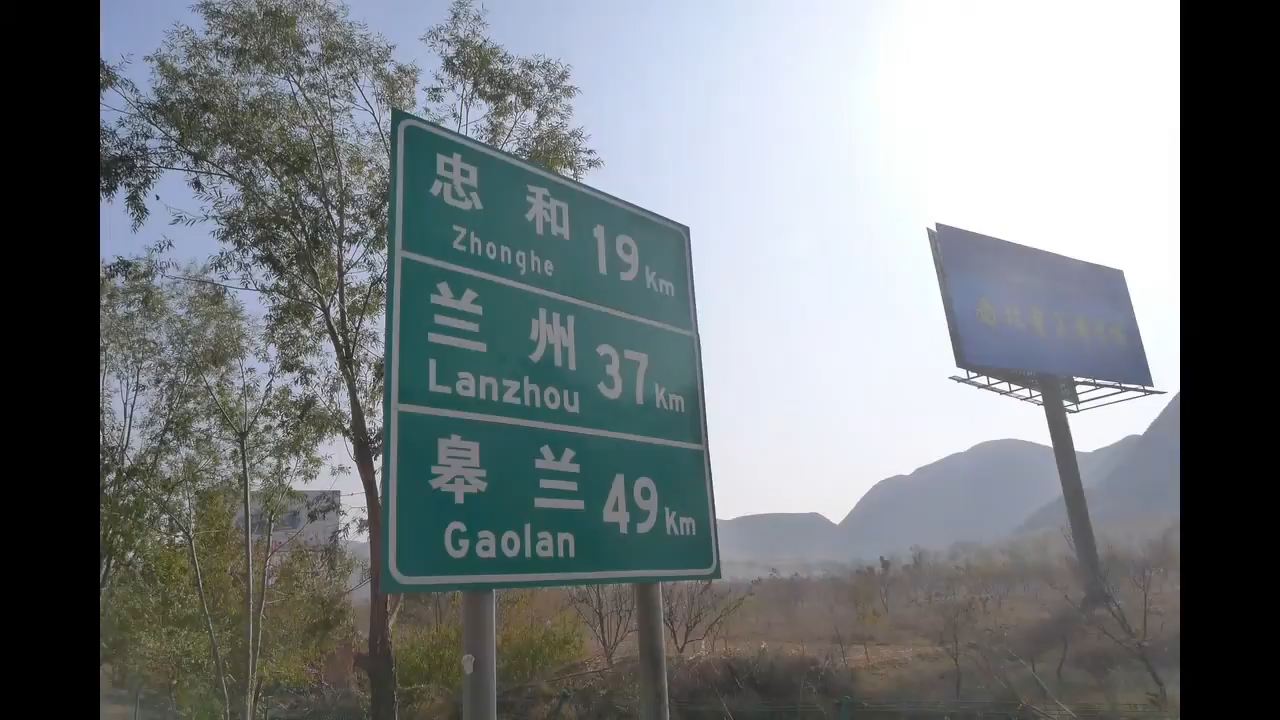 忠和 19 Km
Zhonghe
兰州 37 Km
Lanzhou
皋兰 49 Km
Gaolan